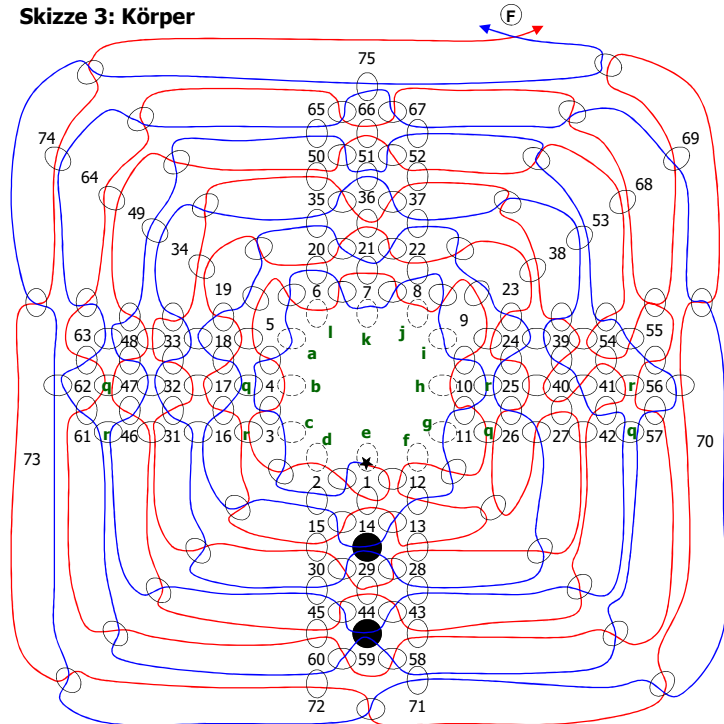 Skizze 3: Körper
F
75
65 66 67
74 50 51 52 69
64 35 36 37 68
49 20 21 22 53
34 38
19 6 7 8 23
5 l k j 9
63 48 33 18 a i 24 39 54 55
62 q 47 32 17 q 4 b h 10 r 25 40 41 r 56
61 r 46 31 16 r 3 c d e f g 11 q 26 27 42 q 57
73 2 1 12 70
15 14 13
30 29 28
45 44 43
60 59 58
72 71